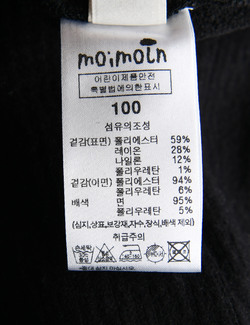 moimoln
어린이제품안전
특별법에의한표시
100
섬유의조성
겉감(표면) 폴리에스터 59%
레이온 28%
나일론 12%
폴리우레탄 1%
겉감(이면) 폴리에스터 94%
폴리우레탄 6%
배색 면 95%
폴리우레탄 5%
(심지,상표,보강재,자수,장식,배색 제외)
취급주의